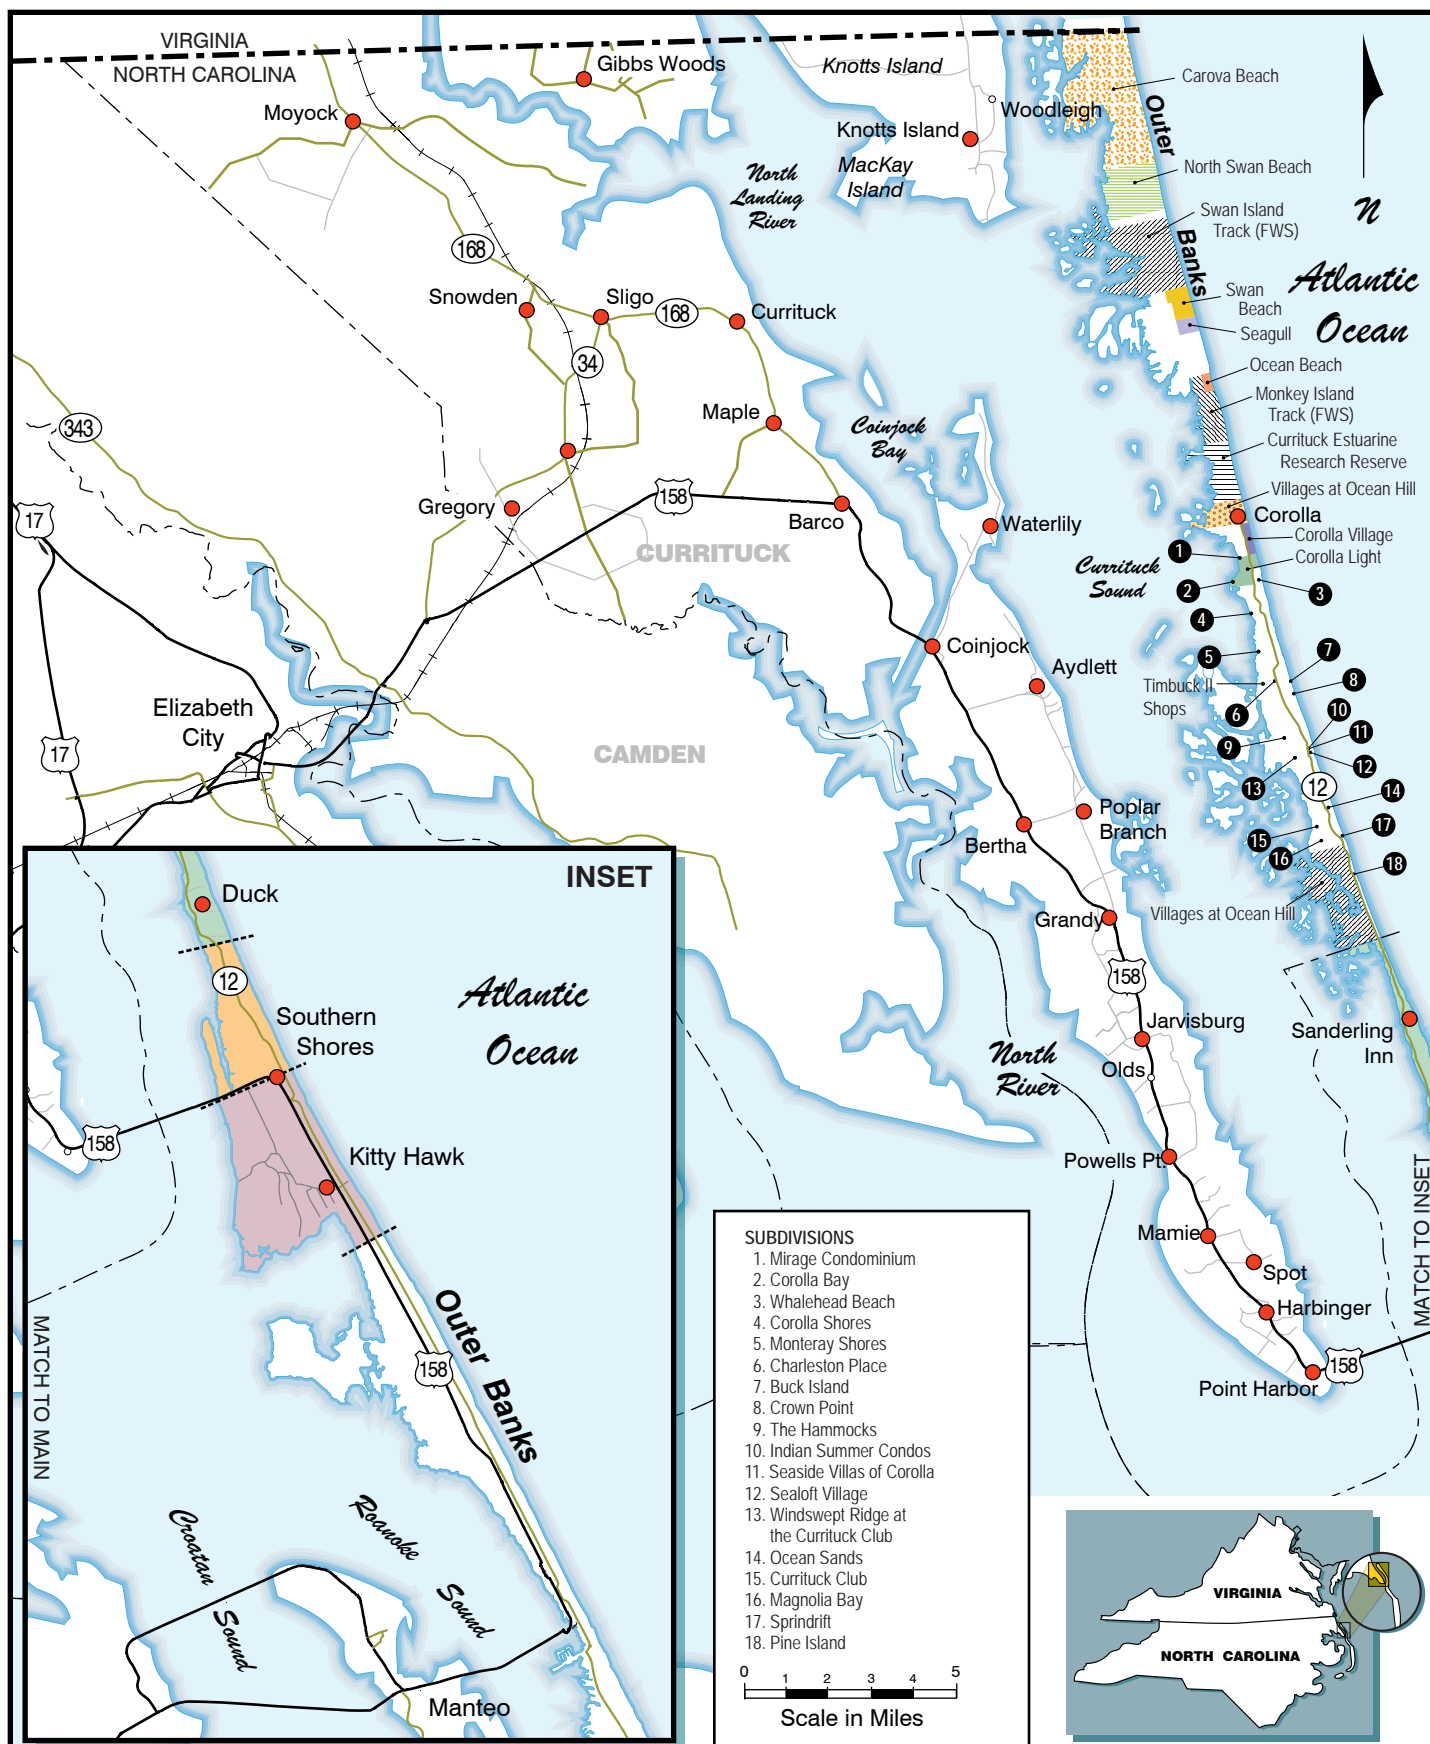 VIRGINIA
NORTH CAROLINA
Gibbs Woods
Moyock
Knotts Island
Woodleigh
Knotts Island
MacKay
Island
North
Landing
River
Outer
Banks
Carova Beach
North Swan Beach
Swan Island
Track (FWS)
N
Atlantic
Ocean
Swan
Beach
Seagull
Ocean Beach
Monkey Island
Track (FWS)
Currituck Estuarine
Research Reserve
Villages at Ocean Hill
Corolla
Corolla Village
Corolla Light
168
Snowden
Sligo
168
Currituck
34
343
Maple
Coinjock
Bay
17
Gregory
158
Barco
Waterlily
CURRITUCK
Currituck
Sound
1
2
3
4
5
7
Coinjock
Aydlett
Timbuck II
Shops
8
6
10
9
11
12
13
12
14
15
17
16
18
Elizabeth
City
17
CAMDEN
Poplar
Branch
Bertha
Grandy
Villages at Ocean Hill
158
Jarvisburg
Olds
Sanderling
Inn
North
River
Powells Pt.
Mamie
Spot
Harbinger
158
Point Harbor
MATCH TO INSET
INSET
Duck
12
Atlantic
Ocean
Southern
Shores
158
Kitty Hawk
Outer Banks
158
MATCH TO MAIN
Croatan
Sound
Roanoke
Sound
Manteo
SUBDIVISIONS
1. Mirage Condominium
2. Corolla Bay
3. Whalehead Beach
4. Corolla Shores
5. Monteray Shores
6. Charleston Place
7. Buck Island
8. Crown Point
9. The Hammocks
10. Indian Summer Condos
11. Seaside Villas of Corolla
12. Sealoft Village
13. Windswept Ridge at
the Currituck Club
14. Ocean Sands
15. Currituck Club
16. Magnolia Bay
17. Sprindrift
18. Pine Island
0 1 2 3 4 5
Scale in Miles
VIRGINIA
NORTH CAROLINA